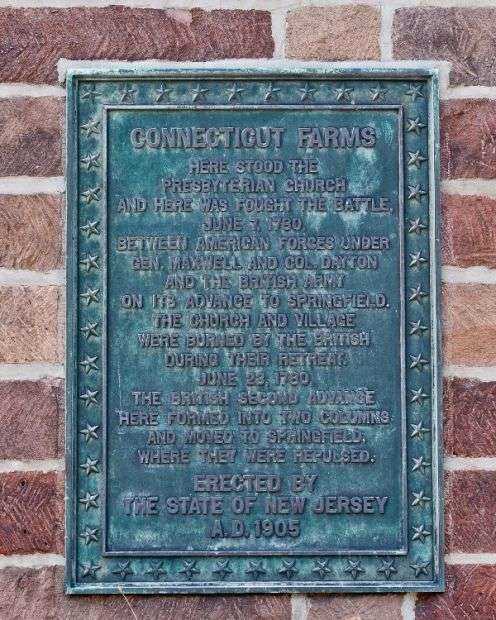 CONNECTICUT FARMS
HERE STOOD THE
PRESBYTERIAN CHURCH
AND HERE WAS FOUGHT THE BATTLE,
JUNE 7, 1780
BETWEEN AMERICAN FORCES UNDER
GEN. MAXWELL AND COL. DAYTON
AND THE BRITISH ARMY
ON ITS ADVANCE TO SPRINGFIELD.
THE CHURCH AND VILLAGE
WERE BURNED BY THE BRITISH
DURING THEIR RETREAT.
JUNE 23, 1780
THE BRITISH SECOND ADVANCE
HERE FORMED INTO TWO COLUMNS
AND MOVED TO SPRINGFIELD,
WHERE THEY WERE REPULSED.
ERECTED BY
THE STATE OF NEW JERSEY
A.D. 1905